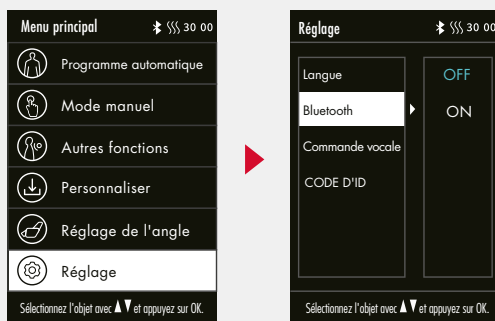 Menu principal 30 00
Programme automatique
Mode manuel
Autres fonctions
Personnaliser
Réglage de l'angle
Réglage
Sélectionnez l'objet avec ▲▼ et appuyez sur OK.
Réglage 30 00
Langue
Bluetooth
Commande vocale
CODE D'ID
OFF
ON
Sélectionnez l'objet avec ▲▼ et appuyez sur OK.